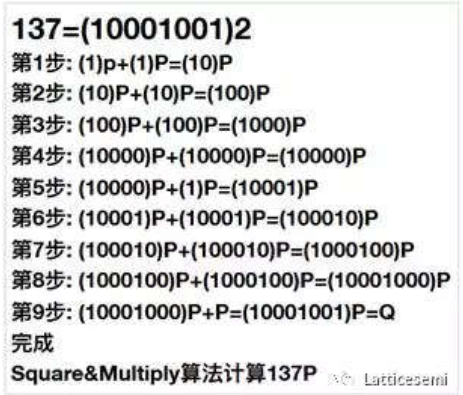 137=(10001001)2
第1步: (1)p+(1)P=(10)P
第2步: (10)P+(10)P=(100)P
第3步: (100)P+(100)P=(1000)P
第4步: (10000)P+(10000)P=(10000)P
第5步: (10000)P+(1)P=(10001)P
第6步: (10001)P+(10001)P=(100010)P
第7步: (100010)P+(100010)P=(1000100)P
第8步: (1000100)P+(1000100)P=(10001000)P
第9步: (10001000)P+P=(10001001)P=Q
完成
Square&Multiply算法计算137P
Latticesemi